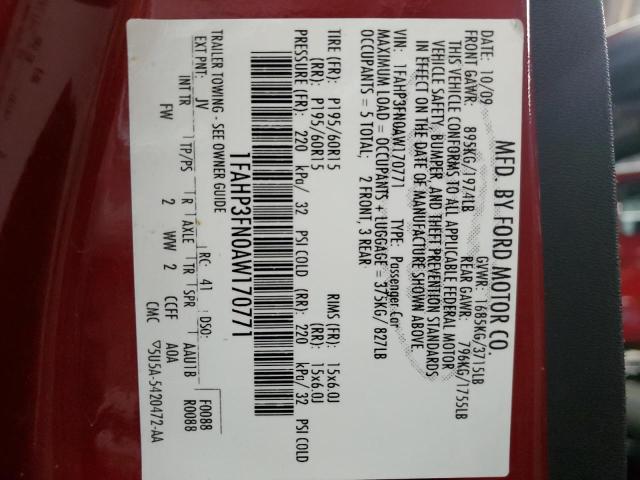 MFD. BY FORD MOTOR CO.
DATE: 10/09 GVWR: 1685KG/3715LB
FRONT GAWR: 895KG/1974LB REAR GAWR: 796KG/1755LB
THIS VEHICLE CONFORMS TO ALL APPLICABLE FEDERAL MOTOR
VEHICLE SAFETY, BUMPER, AND THEFT PREVENTION STANDARDS
IN EFFECT ON THE DATE OF MANUFACTURE SHOWN ABOVE.
VIN: 1FAHP3FN0AW170771 TYPE: Passenger Car
MAXIMUM LOAD = OCCUPANTS + LUGGAGE = 375KG/ 827LB
OCCUPANTS = 5 TOTAL; 2 FRONT, 3 REAR
TIRE (FR): P195/60R15 RIMS (FR): 15x6.0J
(RR): P195/60R15 (RR): 15x6.0J
PRESSURE (FR): 220 kPa/ 32 PSI COLD (RR): 220 kPa/ 32 PSI COLD
1FAHP3FN0AW170771
TRAILER TOWING - SEE OWNER GUIDE
EXT PNT: JV RC: 41 DSO: F0088
INT TR TP/PS R AXLE TR SPR AAU1B R0088
FW 2 WW 2 CCFF A0A
CMC ▽5U5A-5420472-AA